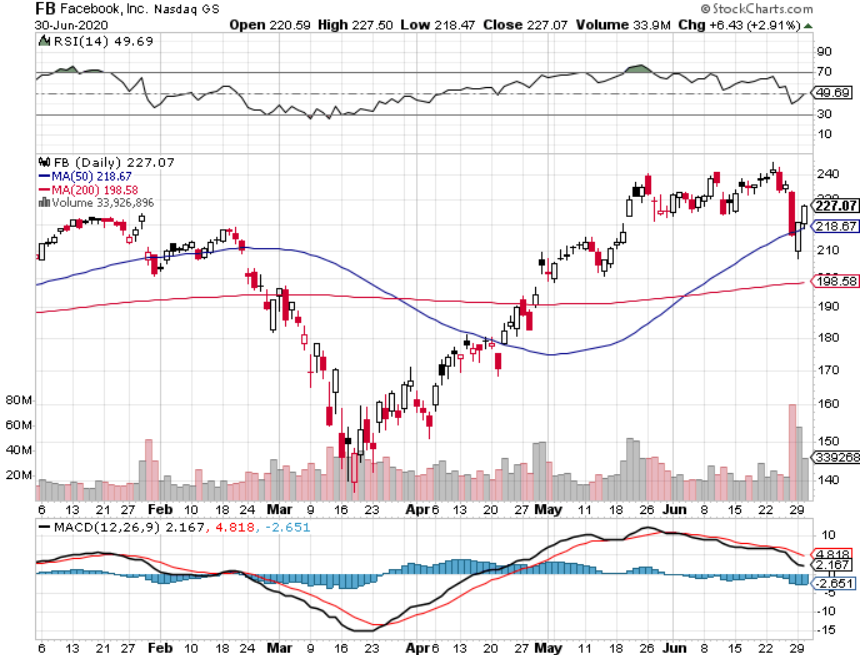 FB Facebook, Inc. Nasdaq GS © StockCharts.com
30-Jun-2020 Open 220.59 High 227.50 Low 218.47 Close 227.07 Volume 33.9M Chg +6.43 (+2.91%)
RSI(14) 49.69
90
70
49.69
30
10
FB (Daily) 227.07
MA(50) 218.67
MA(200) 198.58
Volume 33,926,896
240
227.07
218.67
210
198.58
190
180
170
160
150
339268
140
80M
60M
40M
20M
6 13 21 27 Feb 10 18 24 Mar 9 16 23 Apr 6 13 20 27 May 11 18 26 Jun 8 15 22 29
MACD(12,26,9) 2.167, 4.818, -2.651
10
4.818
2.167
-2.651
-5
-10
-15
6 13 21 27 Feb 10 18 24 Mar 9 16 23 Apr 6 13 20 27 May 11 18 26 Jun 8 15 22 29